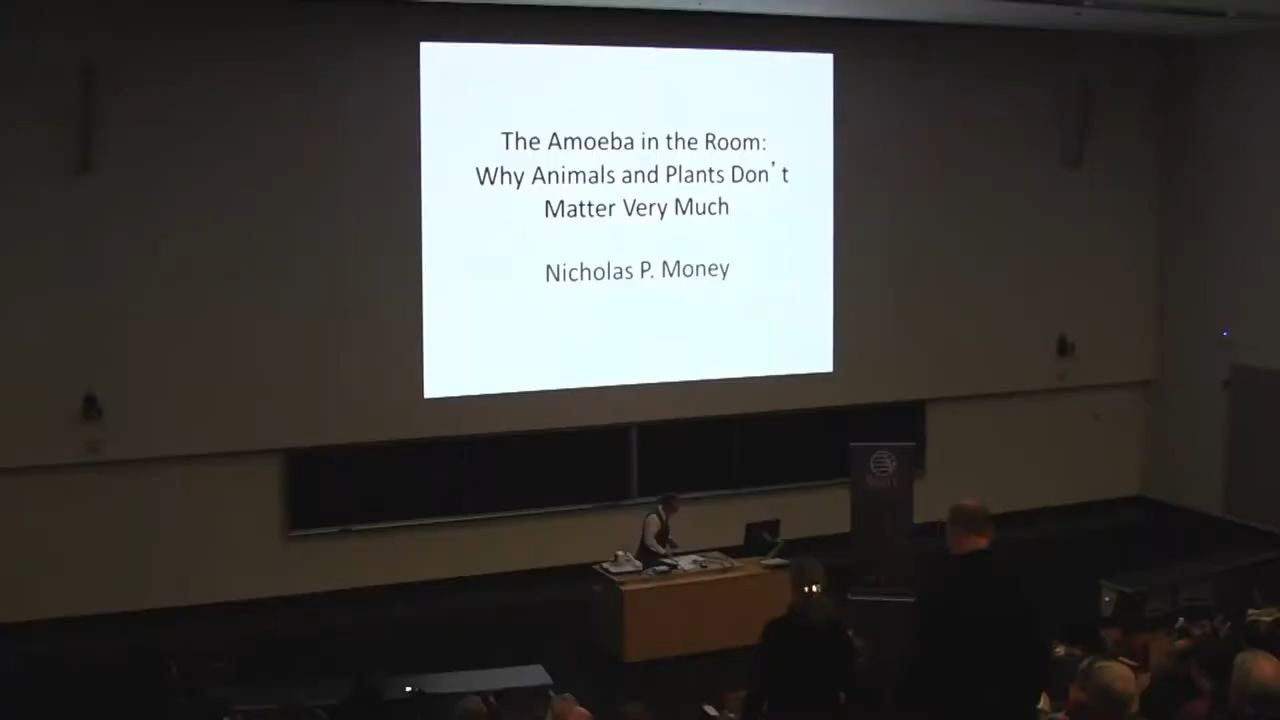 The Amoeba in the Room:
Why Animals and Plants Don't
Matter Very Much
Nicholas P. Money